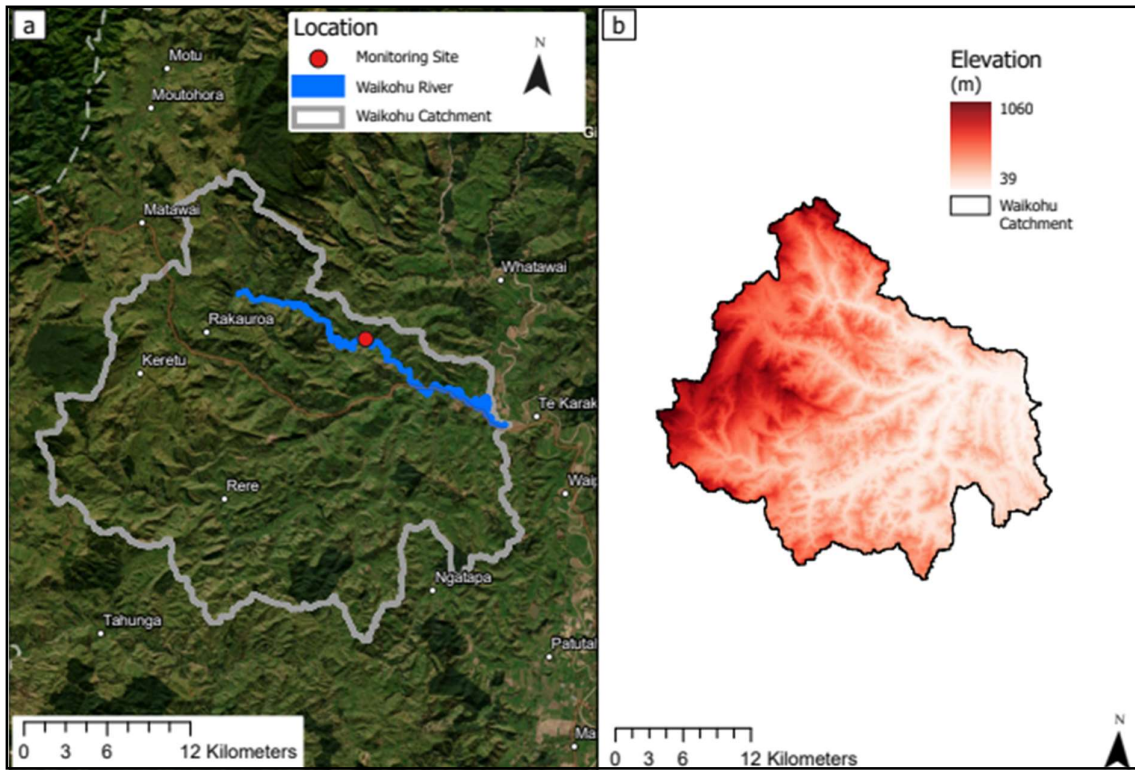 a
Location
Monitoring Site
Waikohu River
Waikohu Catchment
N
Motu
Moutohora
Matawai
Whatawai
Rakauroa
Keretu
Te Karak
Rere
Waip
Ngatapa
Tahunga
Patutal
Ma
0 3 6 12 Kilometers
b
Elevation
(m)
1060
39
Waikohu
Catchment
0 3 6 12 Kilometers
N